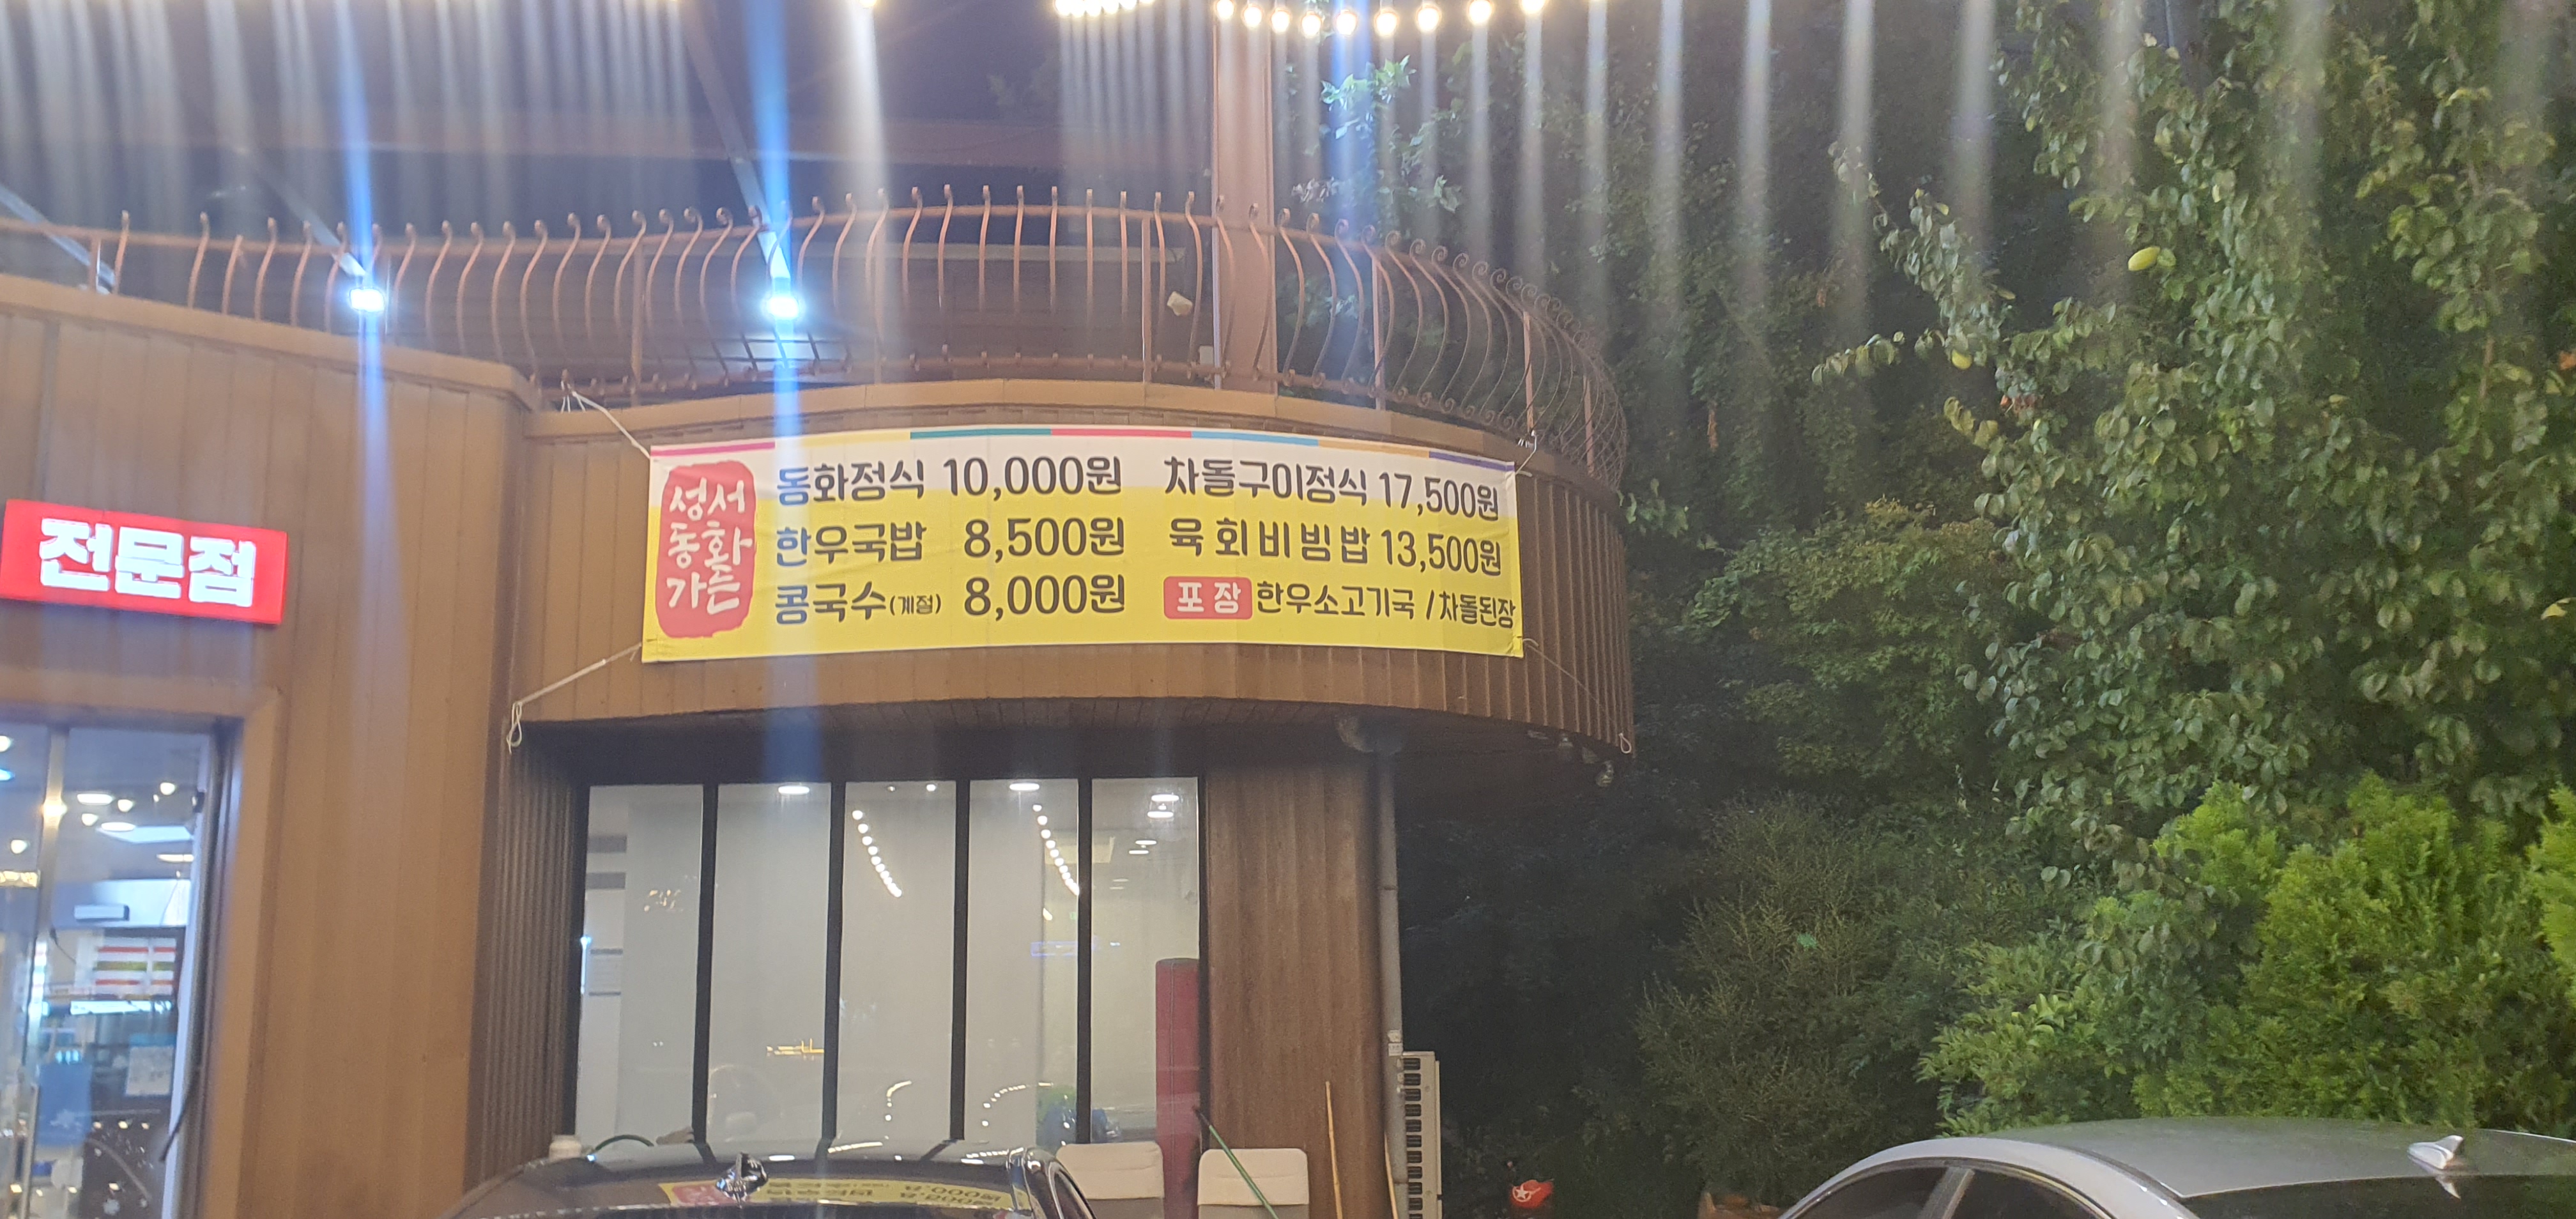 전문점
성서
동화
가든
동화정식 10,000원
한우국밥 8,500원
콩국수(계절) 8,000원
차돌구이정식 17,500원
육회비빔밥 13,500원
포장 한우소고기국 / 차돌된장